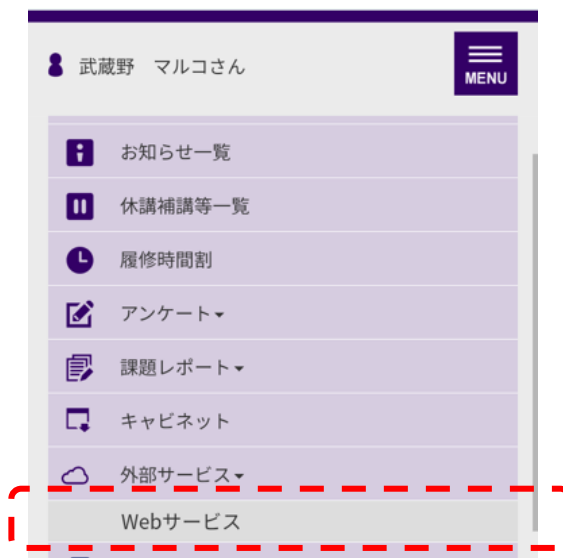 武蔵野 マルコさん
MENU
お知らせ一覧
休講補講等一覧
履修時間割
アンケート
課題レポート
キャビネット
外部サービス
Webサービス